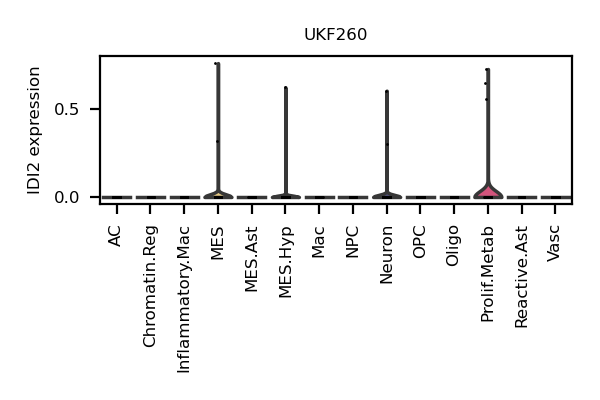 UKF260
IDI2 expression
0.5
0.0
AC
Chromatin.Reg
Inflammatory.Mac
MES
MES.Ast
MES.Hyp
Mac
NPC
Neuron
OPC
Oligo
Prolif.Metab
Reactive.Ast
Vasc